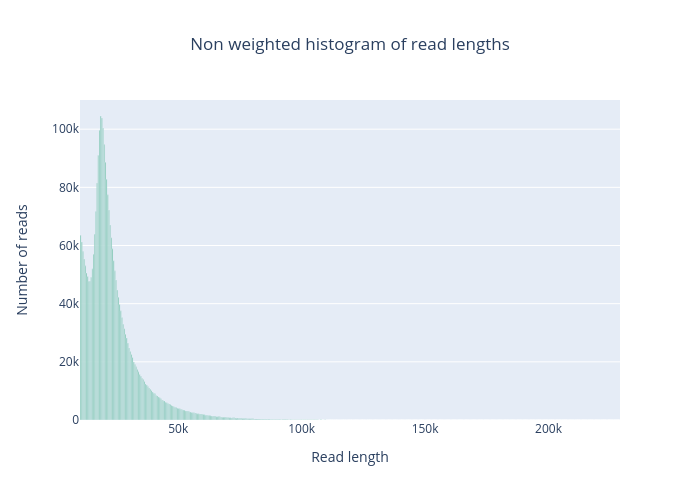 Non weighted histogram of read lengths
Number of reads
100k
80k
60k
40k
20k
0
50k
100k
150k
200k
Read length